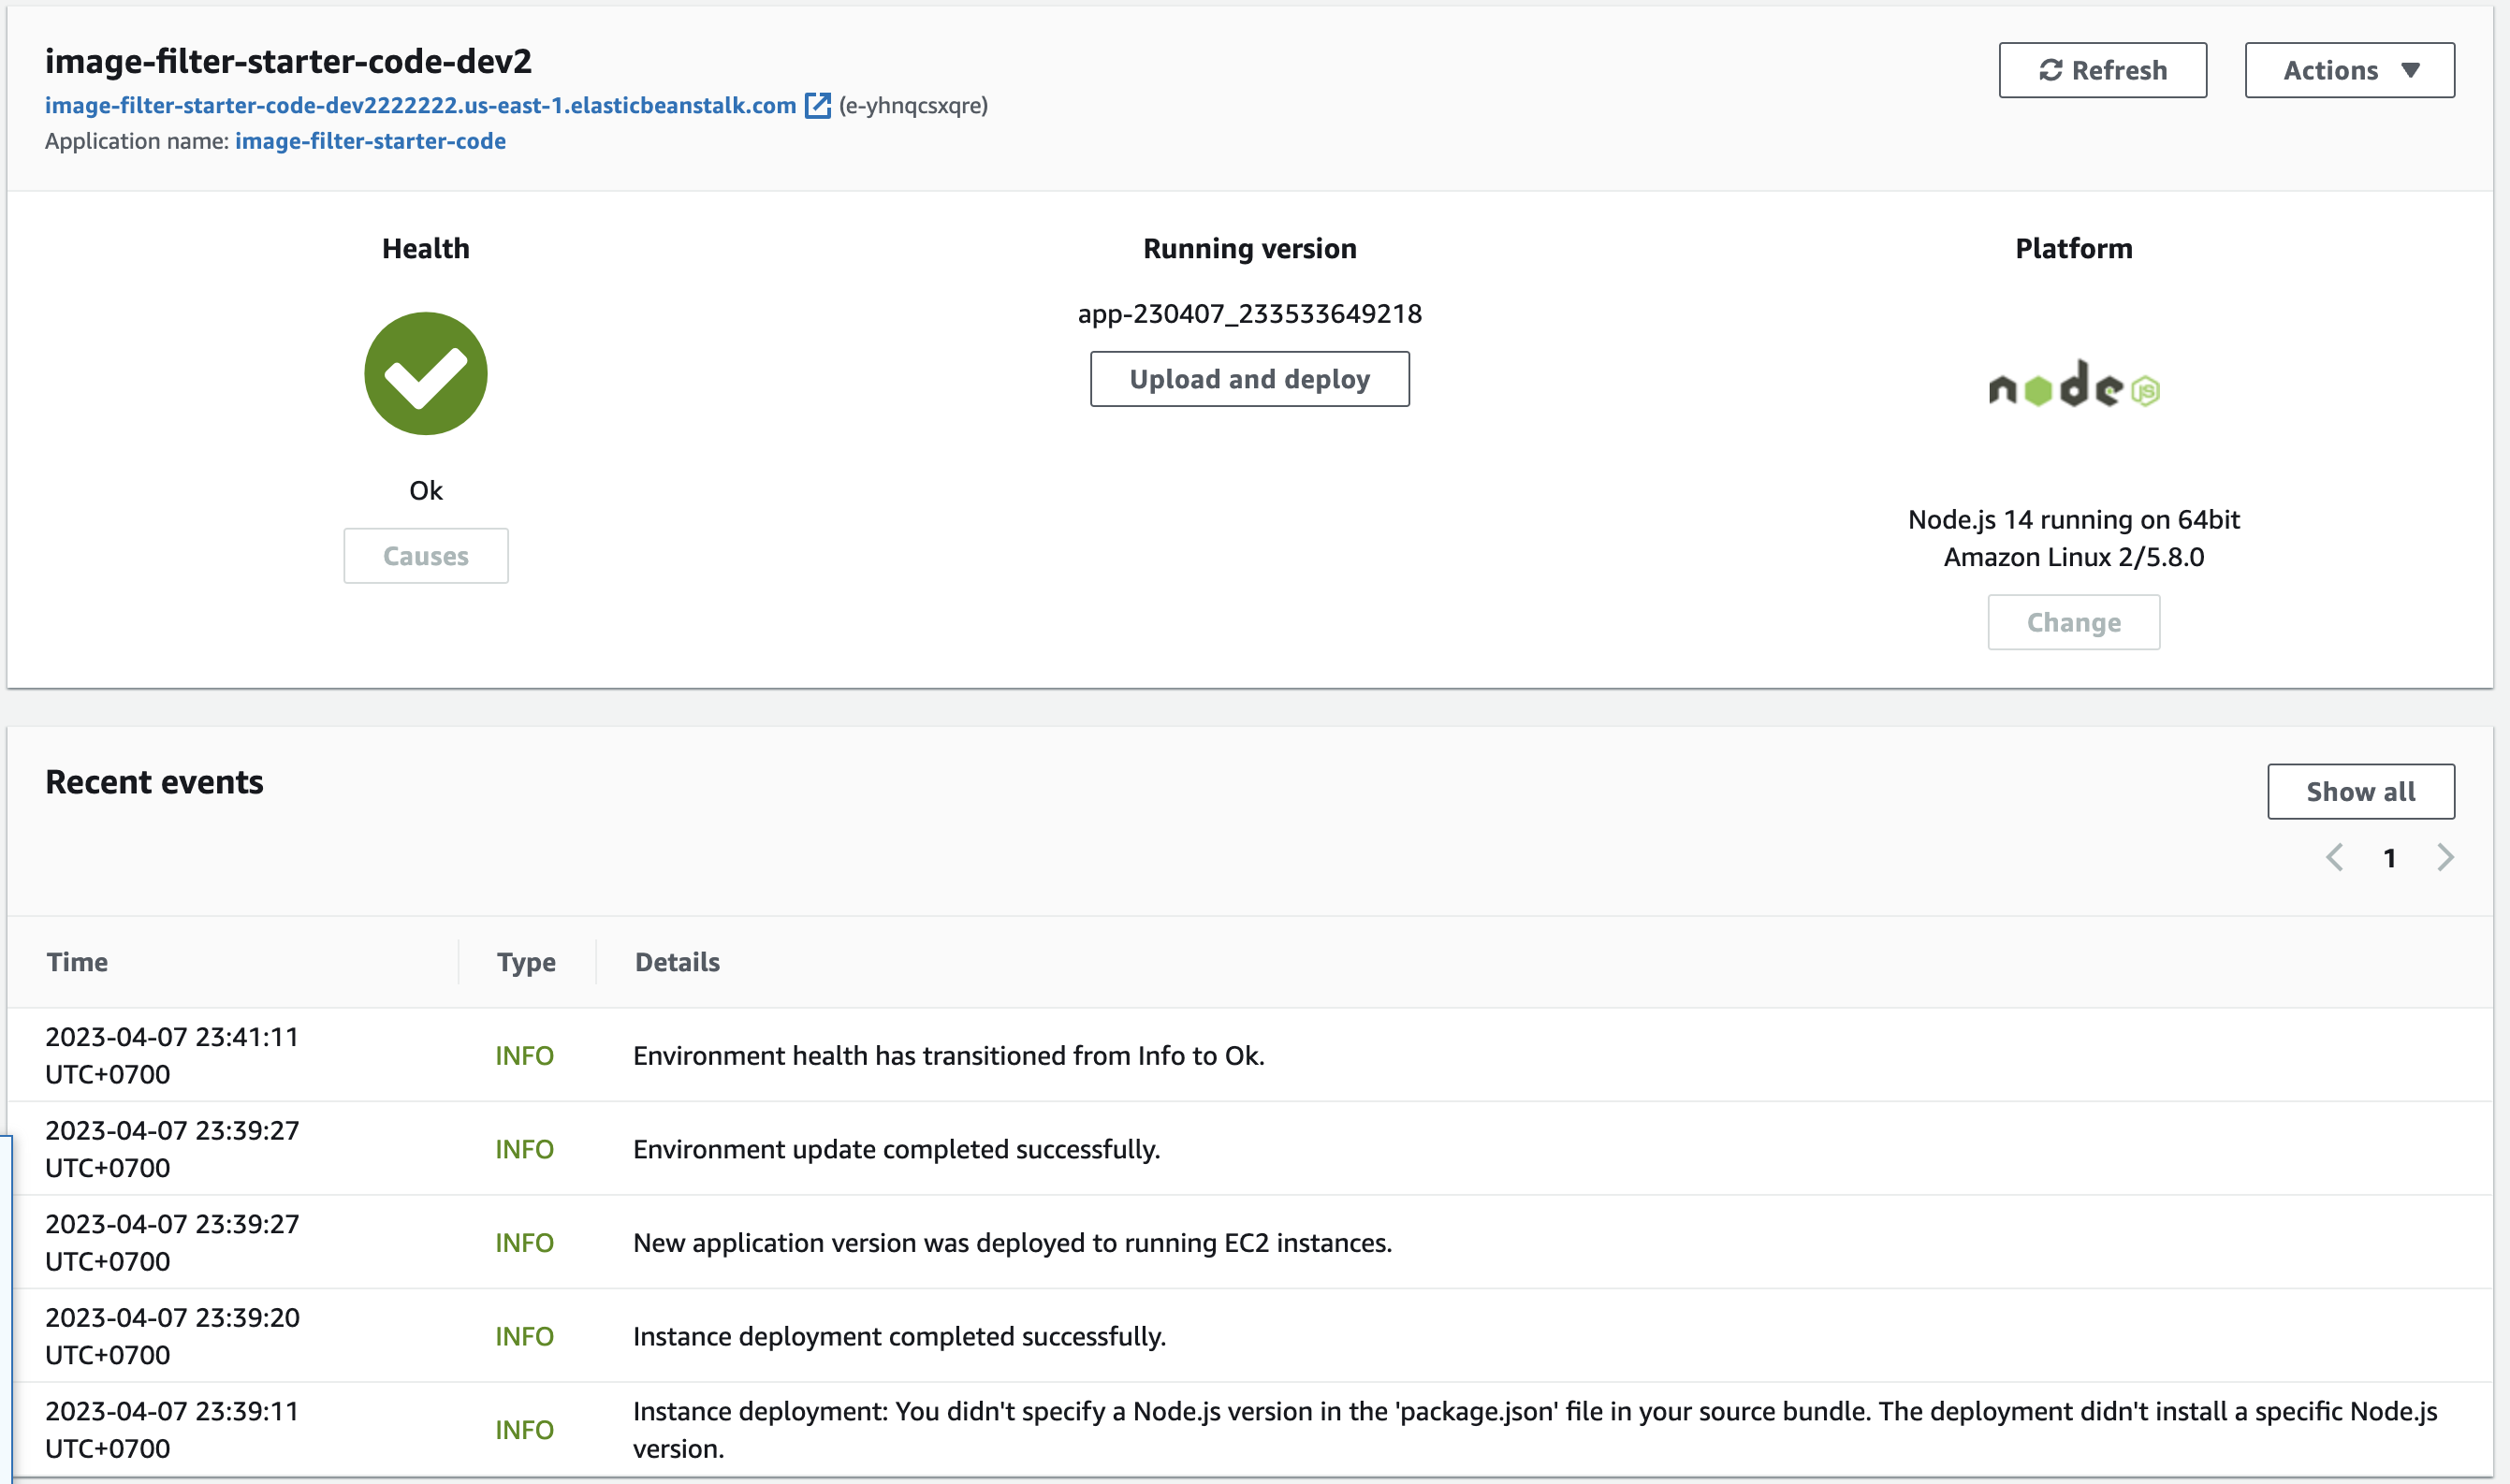 image-filter-starter-code-dev2
Refresh
Actions
image-filter-starter-code-dev2222222.us-east-1.elasticbeanstalk.com (e-yhnqcsxqre)
Application name: image-filter-starter-code
Health
Ok
Causes
Running version
app-230407_233533649218
Upload and deploy
Platform
node JS
Node.js 14 running on 64bit
Amazon Linux 2/5.8.0
Change
Recent events
Show all
1
Time Type Details
2023-04-07 23:41:11
UTC+0700
INFO
Environment health has transitioned from Info to Ok.
2023-04-07 23:39:27
UTC+0700
INFO
Environment update completed successfully.
2023-04-07 23:39:27
UTC+0700
INFO
New application version was deployed to running EC2 instances.
2023-04-07 23:39:20
UTC+0700
INFO
Instance deployment completed successfully.
2023-04-07 23:39:11
UTC+0700
INFO
Instance deployment: You didn't specify a Node.js version in the 'package.json' file in your source bundle. The deployment didn't install a specific Node.js
version.